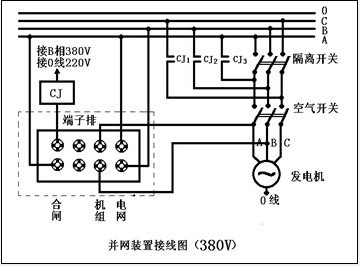 0
C
B
A
接B相380V
接0线220V
CJ
CJ1
CJ2
CJ3
隔离开关
空气开关
端子排
A B C
发电机
0 线
合闸
机组
电网
并网装置接线图(380V)